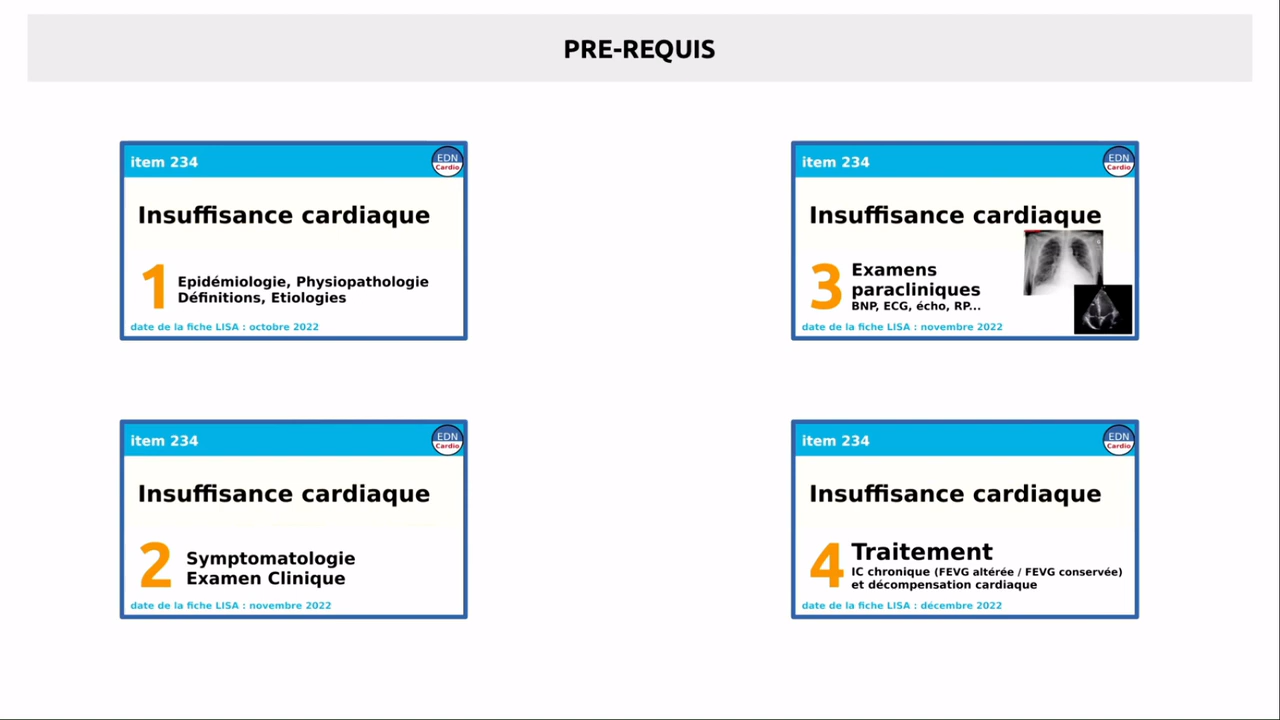 PRE-REQUIS
item 234
EDN
Cardio
Insuffisance cardiaque
1
Epidémiologie, Physiopathologie
Définitions, Etiologies
date de la fiche LISA : octobre 2022
item 234
EDN
Cardio
Insuffisance cardiaque
2
Symptomatologie
Examen Clinique
date de la fiche LISA : novembre 2022
item 234
EDN
Cardio
Insuffisance cardiaque
3
Examens
paracliniques
BNP, ECG, écho, RP...
date de la fiche LISA : novembre 2022
item 234
EDN
Cardio
Insuffisance cardiaque
4
Traitement
IC chronique (FEVG altérée / FEVG conservée)
et décompensation cardiaque
date de la fiche LISA : décembre 2022